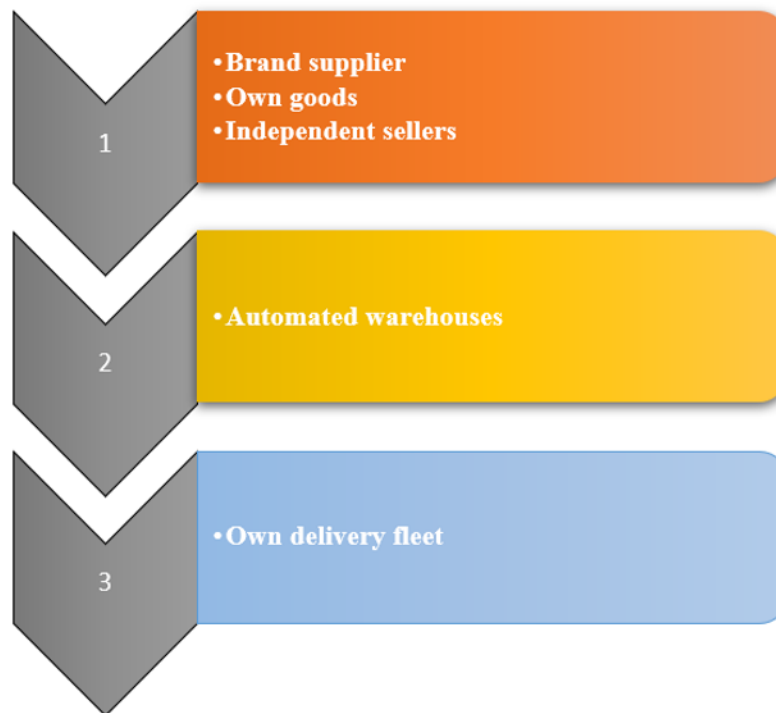 1
• Brand supplier
• Own goods
• Independent sellers
2
• Automated warehouses
3
• Own delivery fleet